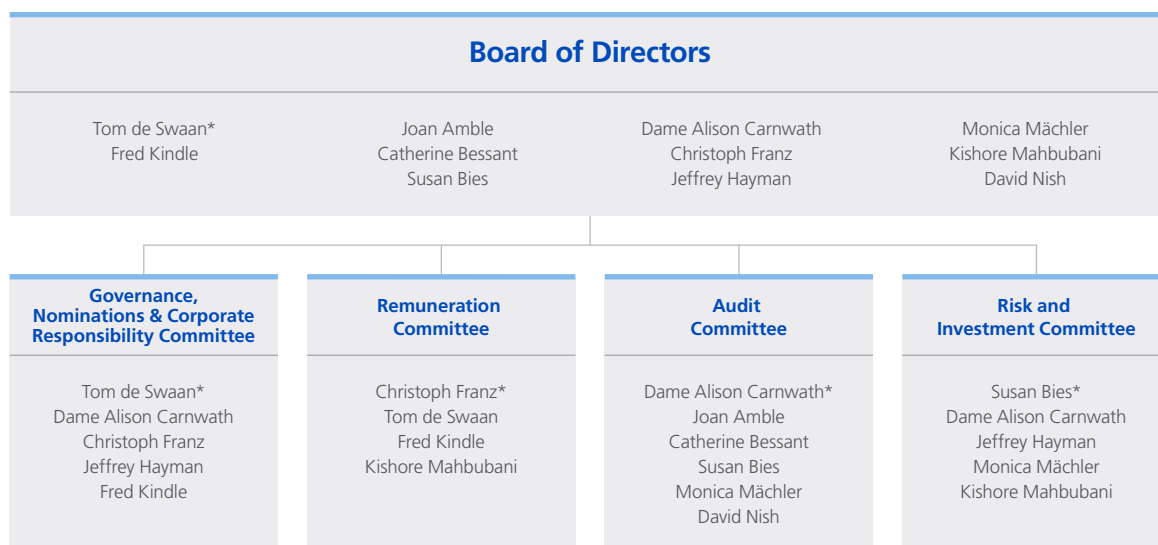 Board of Directors
Tom de Swaan*
Fred Kindle
Joan Amble
Catherine Bessant
Susan Bies
Dame Alison Carnwath
Christoph Franz
Jeffrey Hayman
Monica Mächler
Kishore Mahbubani
David Nish
Governance,
Nominations & Corporate
Responsibility Committee
Tom de Swaan*
Dame Alison Carnwath
Christoph Franz
Jeffrey Hayman
Fred Kindle
Remuneration
Committee
Christoph Franz*
Tom de Swaan
Fred Kindle
Kishore Mahbubani
Audit
Committee
Dame Alison Carnwath*
Joan Amble
Catherine Bessant
Susan Bies
Monica Mächler
David Nish
Risk and
Investment Committee
Susan Bies*
Dame Alison Carnwath
Jeffrey Hayman
Monica Mächler
Kishore Mahbubani